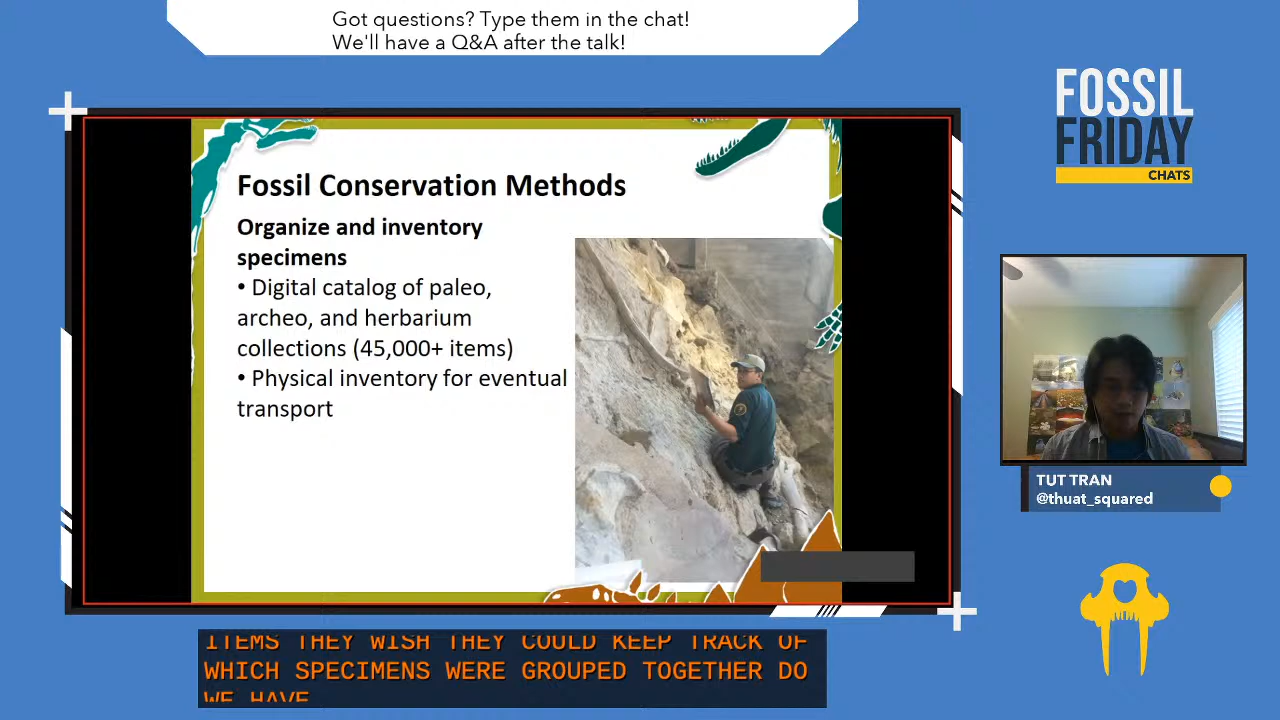 Got questions? Type them in the chat!
We'll have a Q&A after the talk!
FOSSIL
FRIDAY
CHATS
Fossil Conservation Methods
Organize and inventory
specimens
• Digital catalog of paleo,
archeo, and herbarium
collections (45,000+ items)
• Physical inventory for eventual
transport
TUT TRAN
@thuat_squared
ITEMS THEY WISH THEY COULD KEEP TRACK OF
WHICH SPECIMENS WERE GROUPED TOGETHER DO
WE HAVE